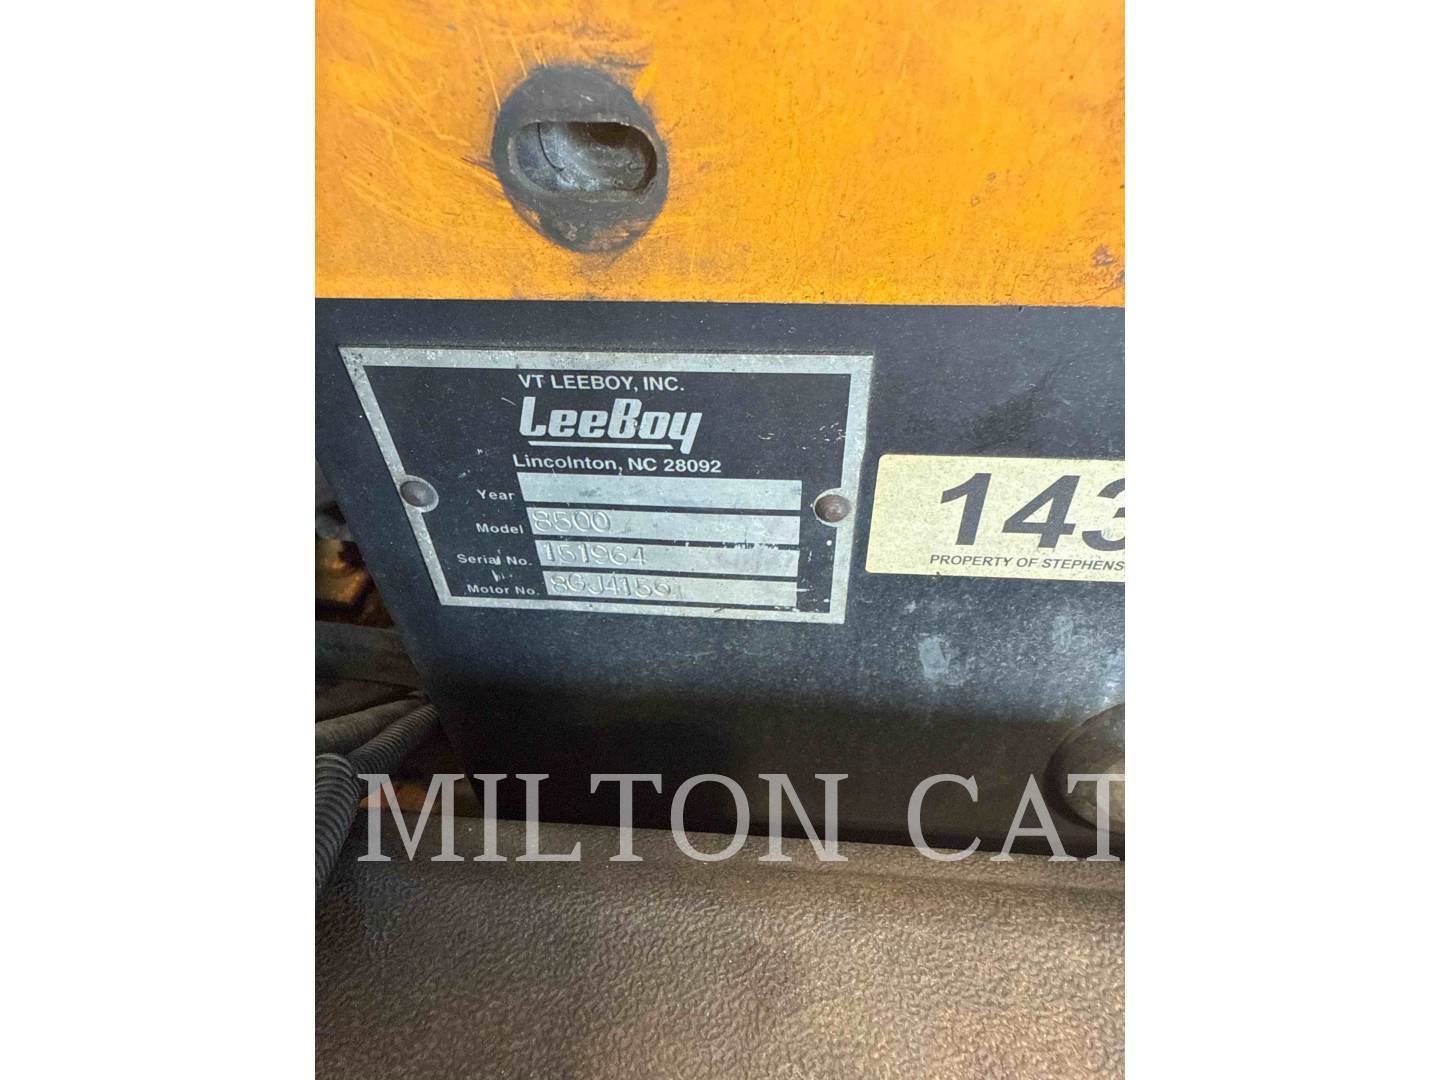 VT LEEBOY, INC.
LeeBoy
Lincolnton, NC 28092
Year
Model 8500
Serial No. 151964
Motor No. 8GJ4156
143
PROPERTY OF STEPHENS
MILTON CAT